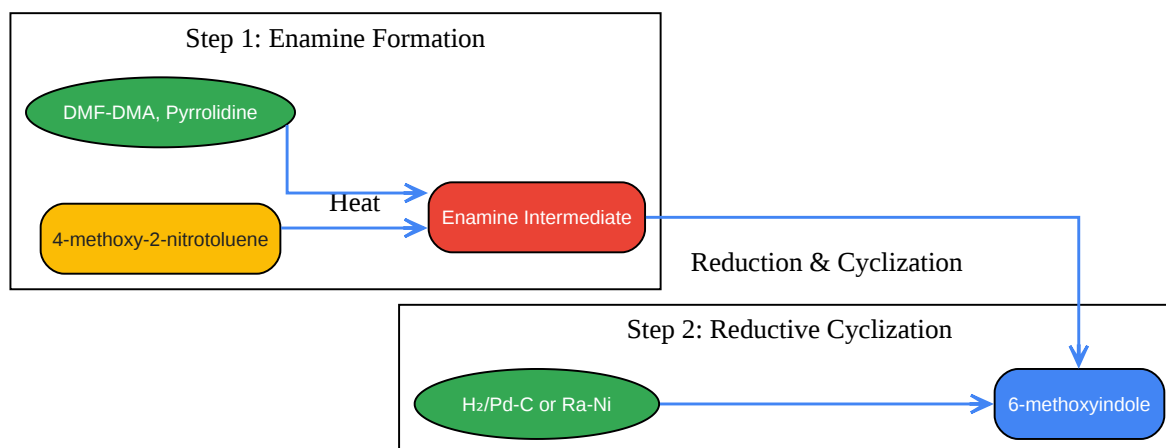 Step 1: Enamine Formation
DMF-DMA, Pyrrolidine
Heat
4-methoxy-2-nitrotoluene
Enamine Intermediate
Reduction & Cyclization
Step 2: Reductive Cyclization
H₂/Pd-C or Ra-Ni
6-methoxyindole